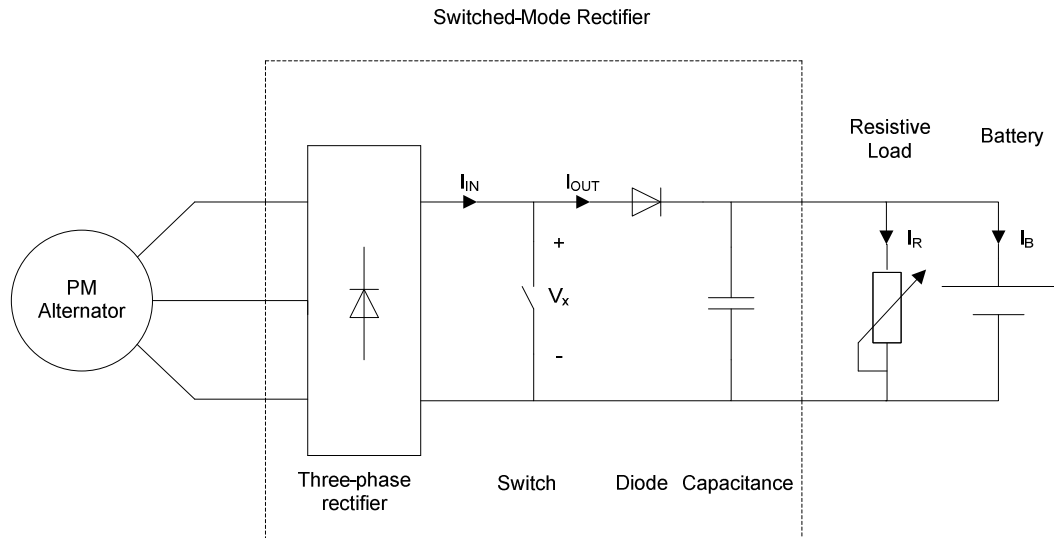 Switched-Mode Rectifier
Resistive
Load
Battery
I_IN
I_OUT
I_R
I_B
PM
Alternator
+
V_x
-
Three-phase
rectifier
Switch
Diode
Capacitance